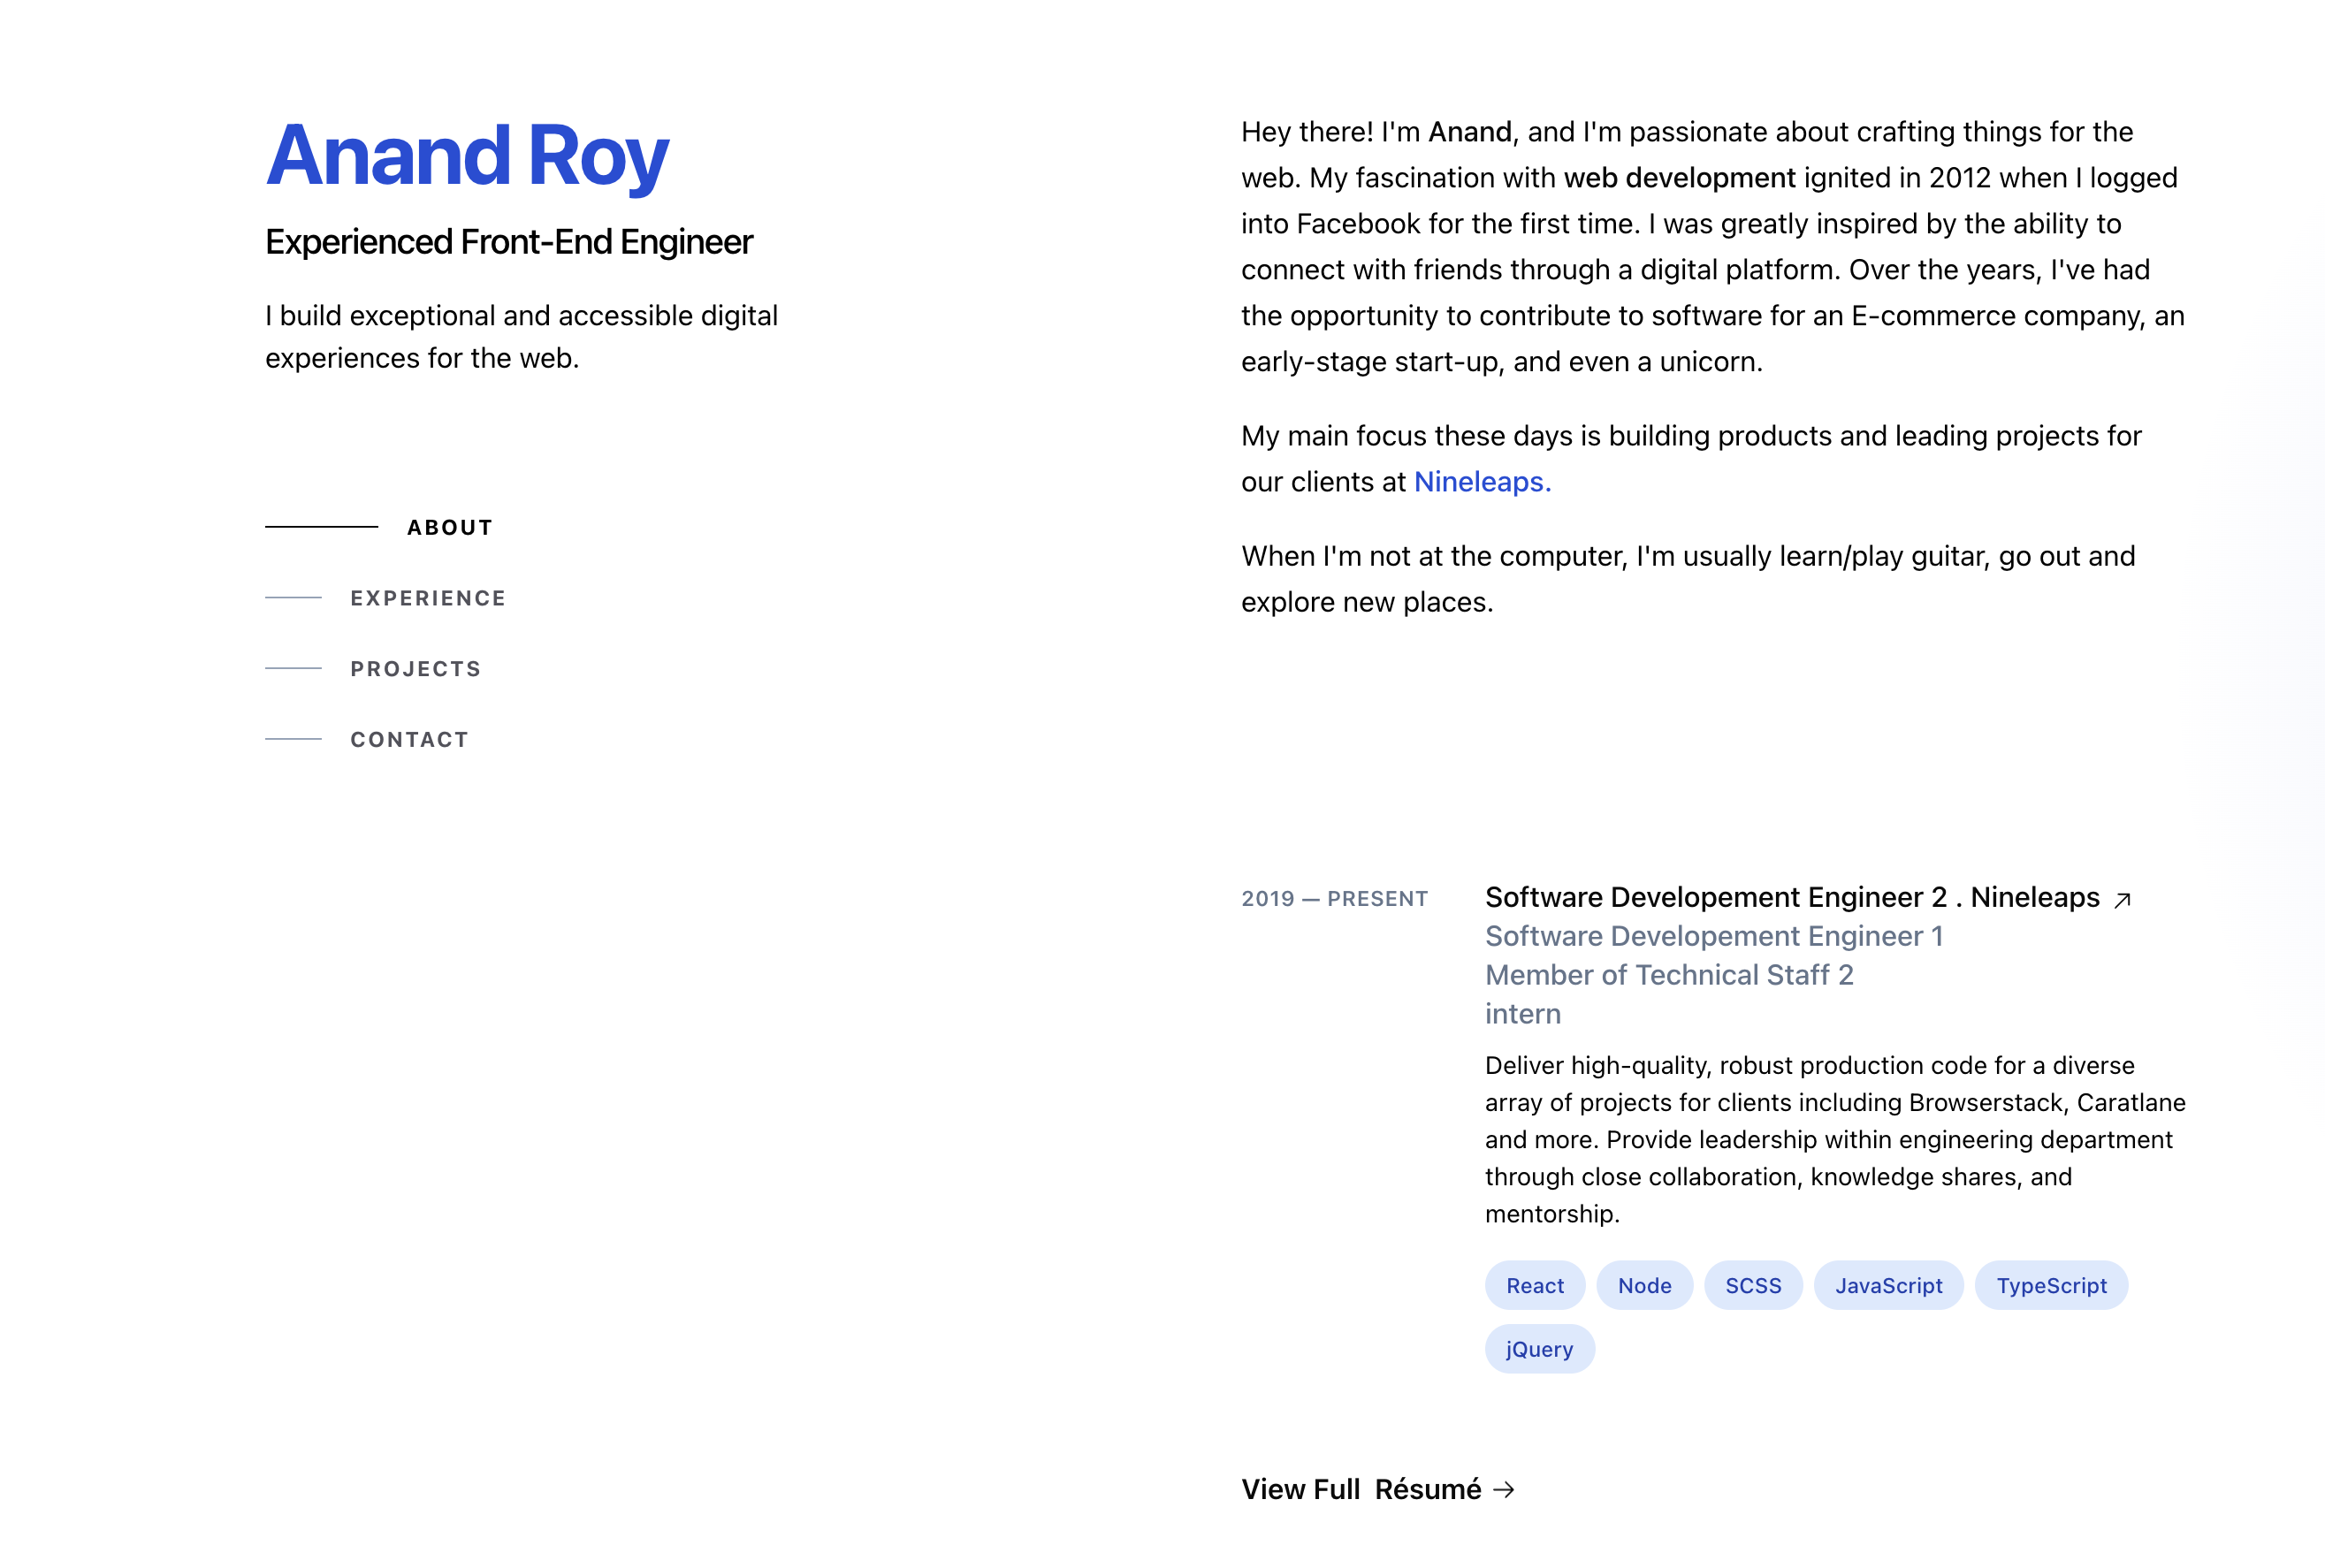 Anand Roy
Experienced Front-End Engineer
I build exceptional and accessible digital
experiences for the web.
ABOUT
EXPERIENCE
PROJECTS
CONTACT
Hey there! I'm Anand, and I'm passionate about crafting things for the
web. My fascination with web development ignited in 2012 when I logged
into Facebook for the first time. I was greatly inspired by the ability to
connect with friends through a digital platform. Over the years, I've had
the opportunity to contribute to software for an E-commerce company, an
early-stage start-up, and even a unicorn.
My main focus these days is building products and leading projects for
our clients at Nineleaps.
When I'm not at the computer, I'm usually learn/play guitar, go out and
explore new places.
2019 — PRESENT
Software Developement Engineer 2 . Nineleaps
Software Developement Engineer 1
Member of Technical Staff 2
intern
Deliver high-quality, robust production code for a diverse
array of projects for clients including Browserstack, Caratlane
and more. Provide leadership within engineering department
through close collaboration, knowledge shares, and
mentorship.
React Node SCSS JavaScript TypeScript
jQuery
View Full Résumé